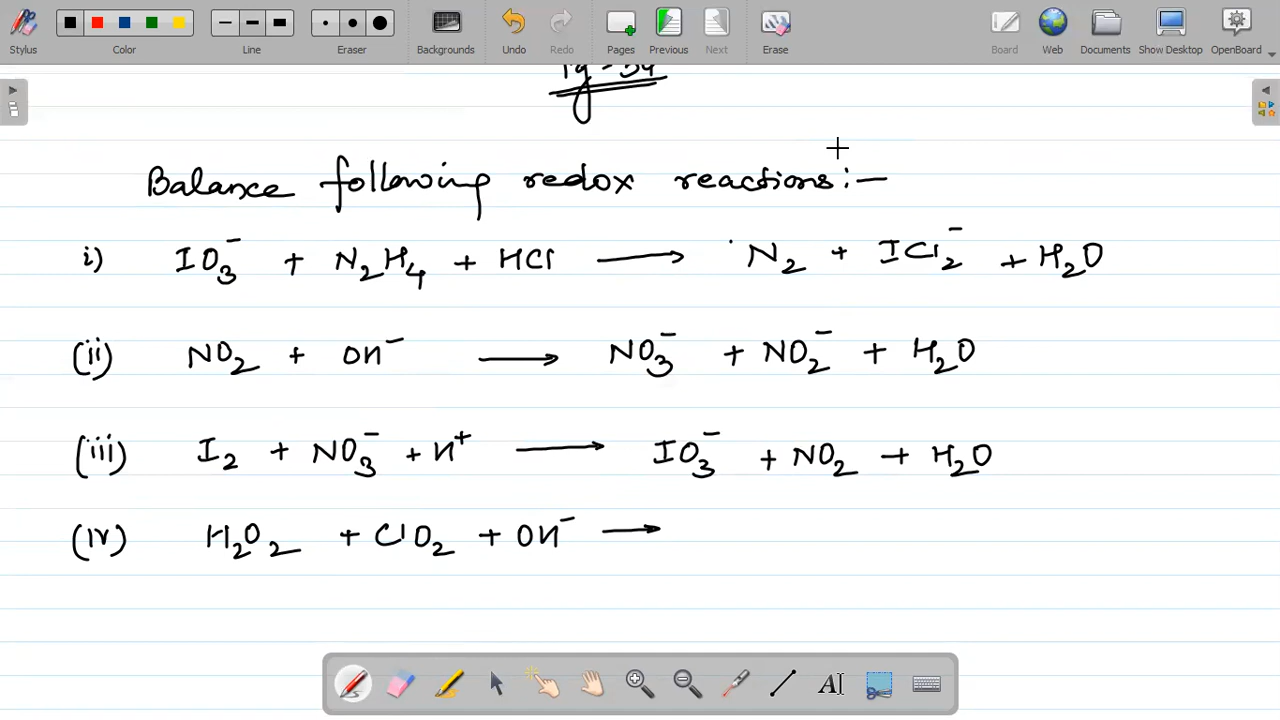 Stylus Color Line Eraser Backgrounds Undo Redo Pages Previous Next Erase Board Web Documents Show Desktop OpenBoard
Balance following redox reactions:—
i) IO₃⁻ + N₂H₄ + HCl ⟶ N₂ + ICl₂⁻ + H₂O
(ii) NO₂ + OH⁻ ⟶ NO₃⁻ + NO₂⁻ + H₂O
(iii) I₂ + NO₃⁻ + H⁺ ⟶ IO₃⁻ + NO₂ + H₂O
(iv) H₂O₂ + ClO₂ + OH⁻ ⟶